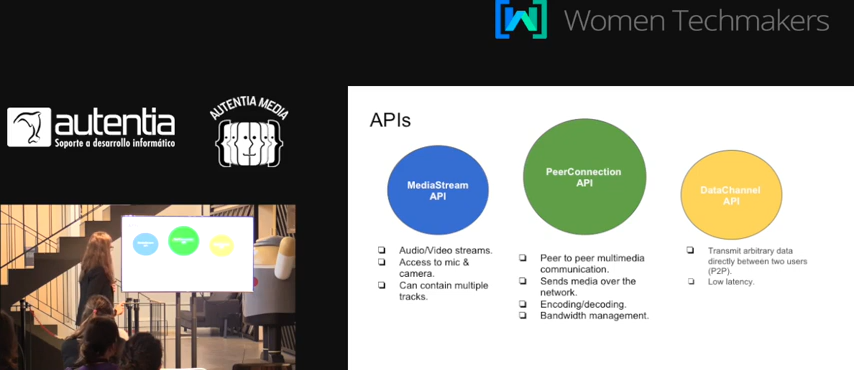 Women Techmakers
autentia
Soporte a desarrollo informático
AUTENTIA MEDIA
APIs
MediaStream
API
PeerConnection
API
DataChannel
API
Audio/Video streams.
Access to mic &
camera.
Can contain multiple
tracks.
Peer to peer multimedia
communication.
Sends media over the
network.
Encoding/decoding.
Bandwidth management.
Transmit arbitrary data
directly between two users
(P2P).
Low latency.